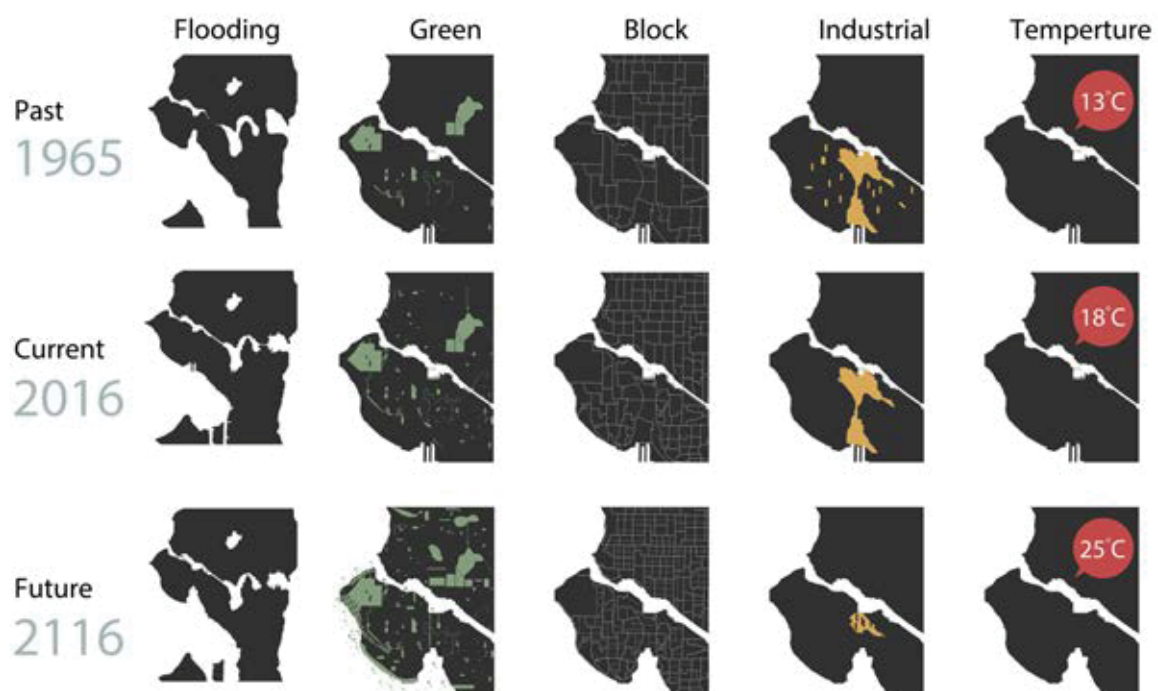 Flooding Green Block Industrial Temperture
Past
1965
13°C
Current
2016
18°C
Future
2116
25°C